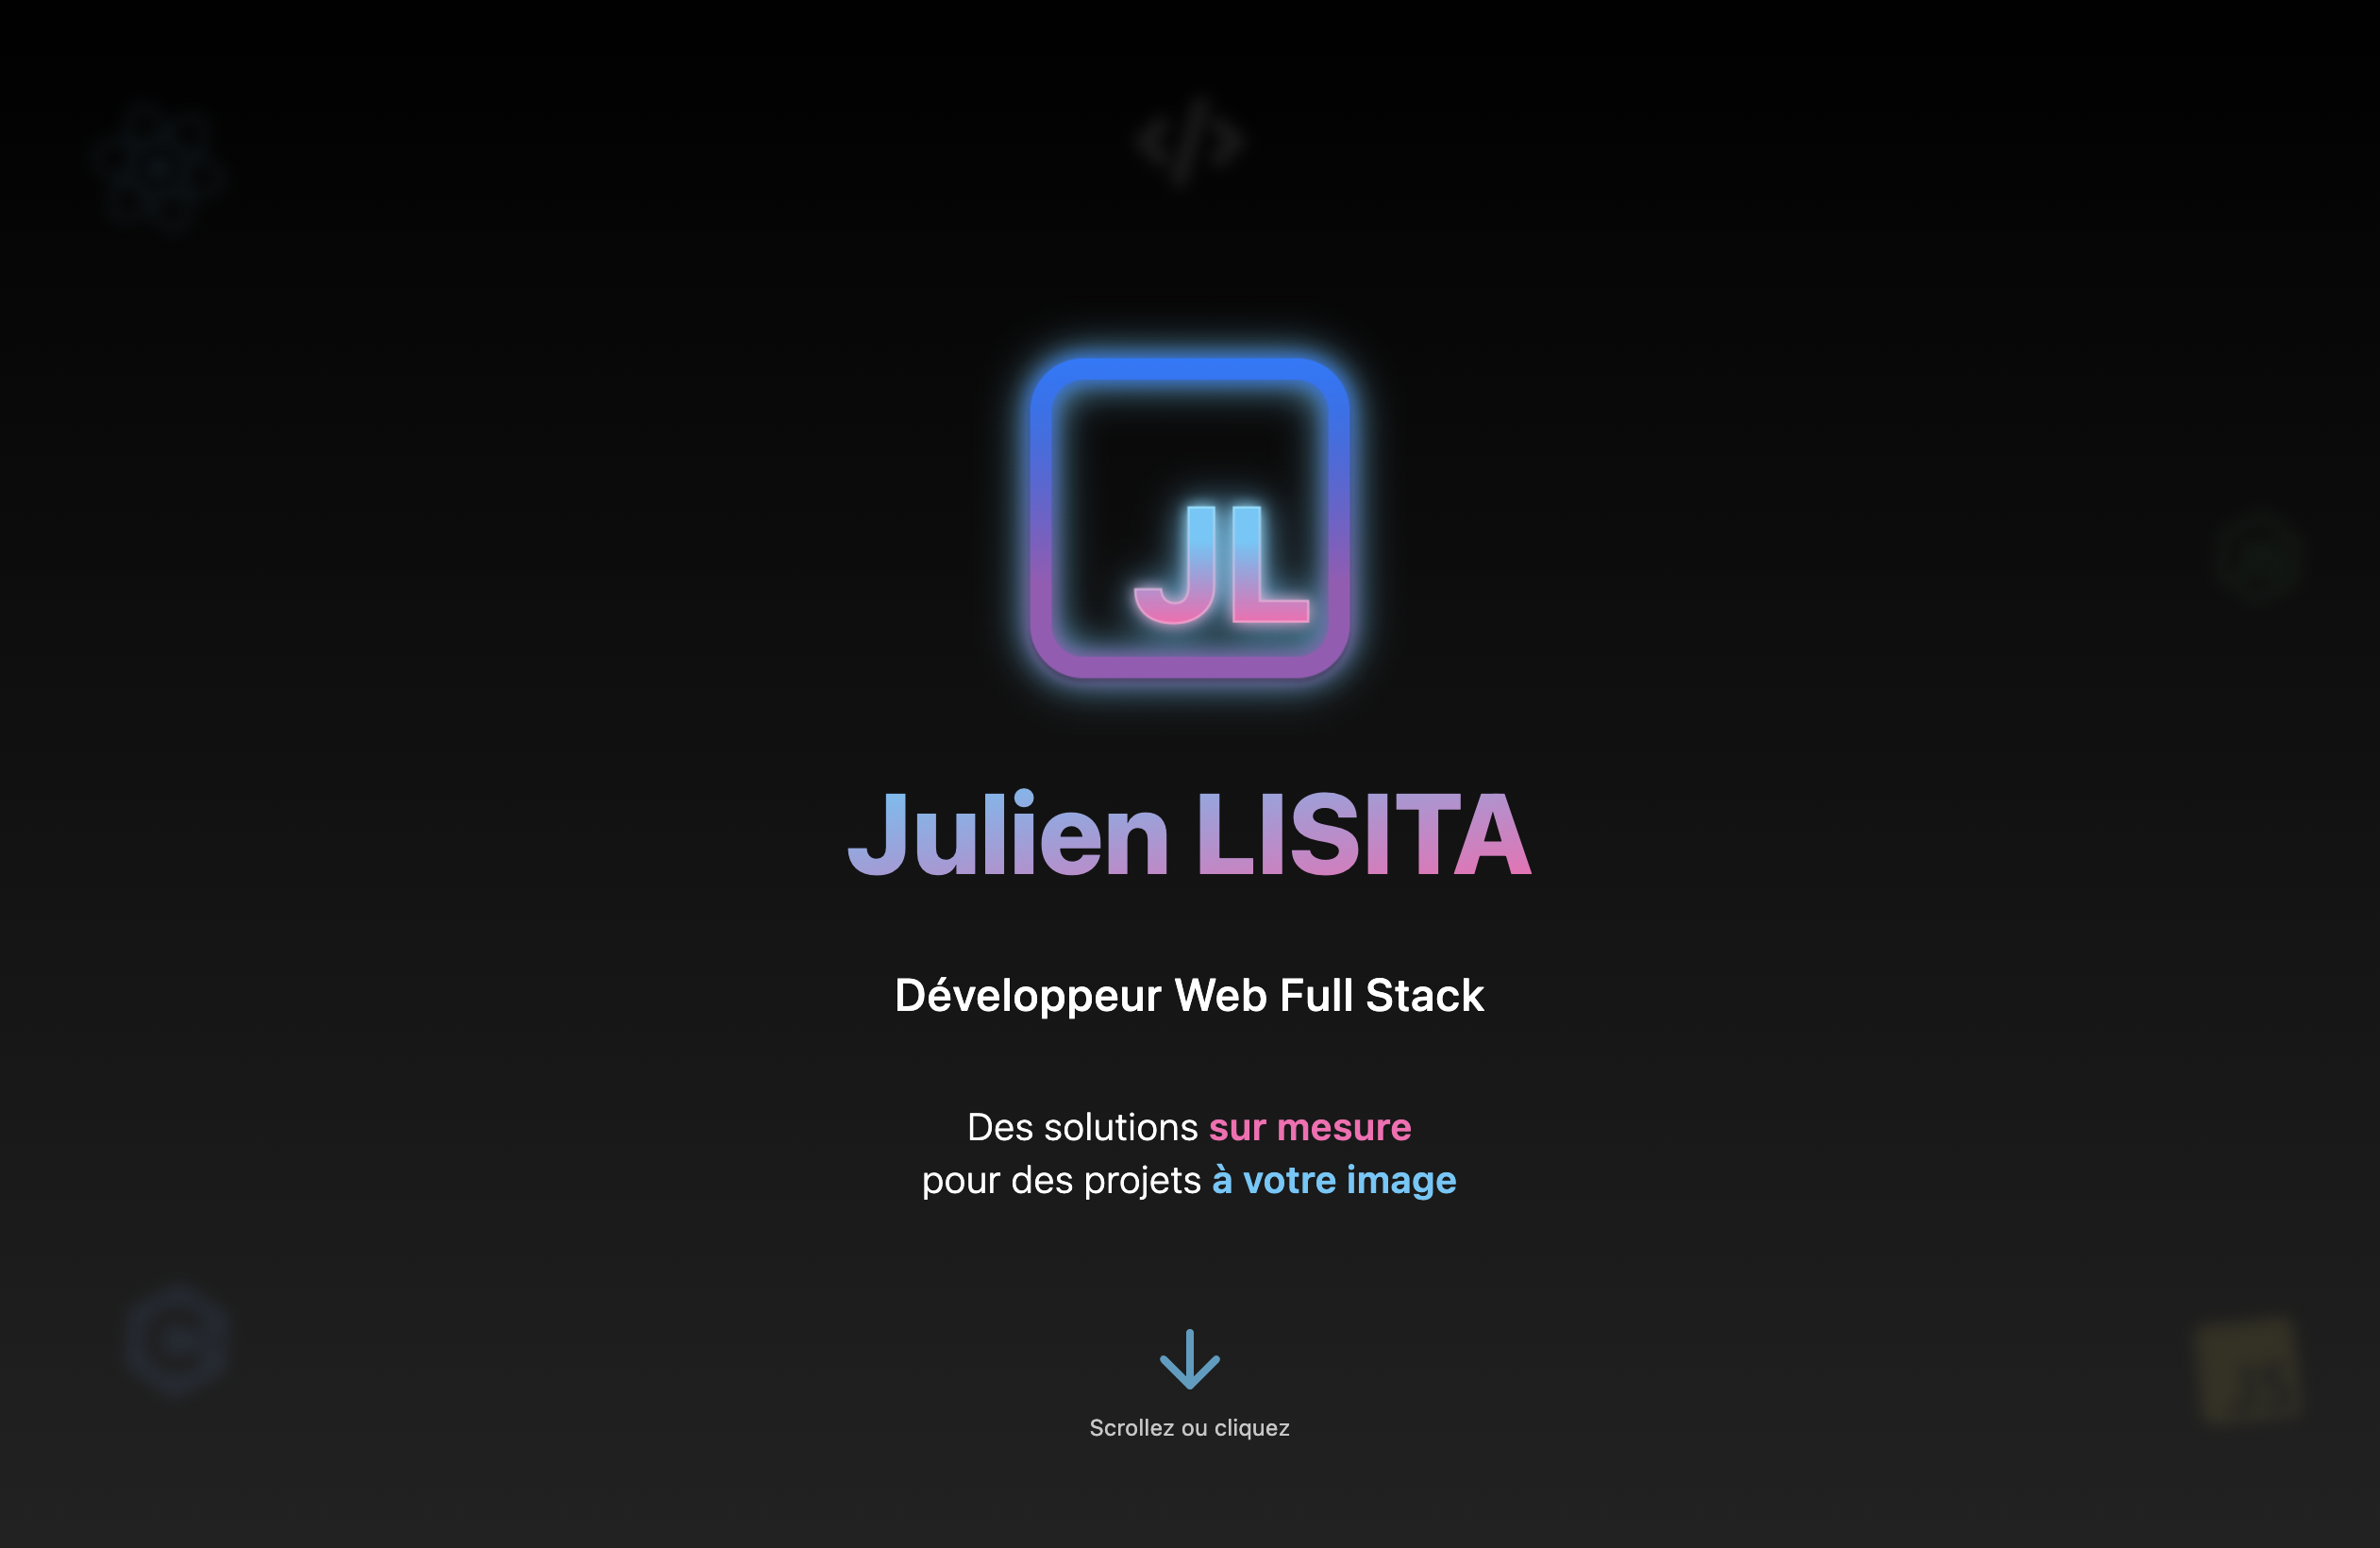 </>
JL
Julien LISITA
Développeur Web Full Stack
Des solutions sur mesure
pour des projets à votre image
Scrollez ou cliquez